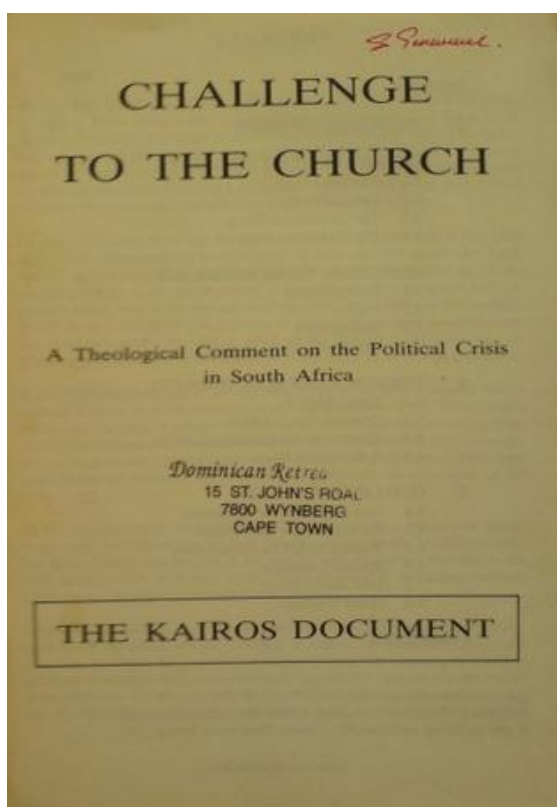 CHALLENGE
TO THE CHURCH
A Theological Comment on the Political Crisis
in South Africa
Dominican
15 ST. JOHN'S ROAL
7800 WYNBERG
CAPE TOWN
THE KAIROS DOCUMENT